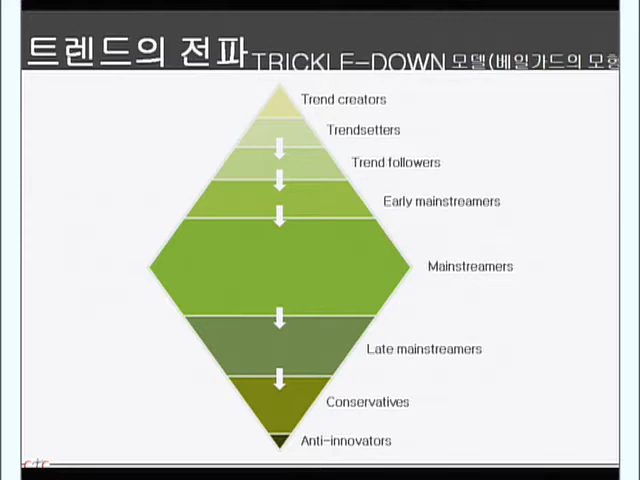 트렌드의 전파 TRICKLE-DOWN 모델(베일가드의 모형
Trend creators
Trendsetters
Trend followers
Early mainstreamers
Mainstreamers
Late mainstreamers
Conservatives
Anti-innovators